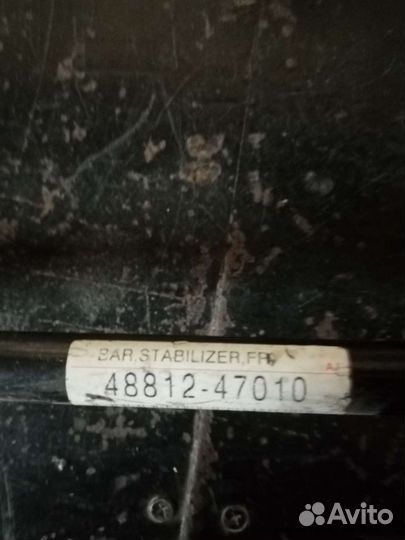 BAR, STABILIZER, FR
48812-47010
Avito